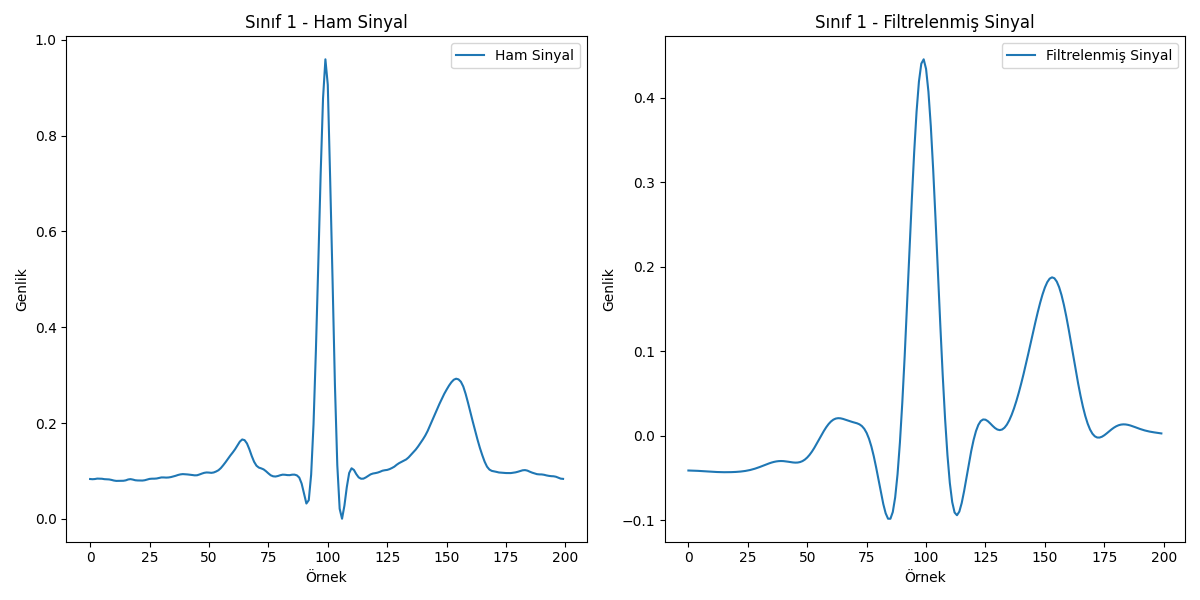 Sınıf 1 - Ham Sinyal
Ham Sinyal
1.0
0.8
0.6
0.4
0.2
0.0
Genlik
0 25 50 75 100 125 150 175 200
Örnek
Sınıf 1 - Filtrelenmiş Sinyal
Filtrelenmiş Sinyal
0.4
0.3
0.2
0.1
0.0
−0.1
Genlik
0 25 50 75 100 125 150 175 200
Örnek